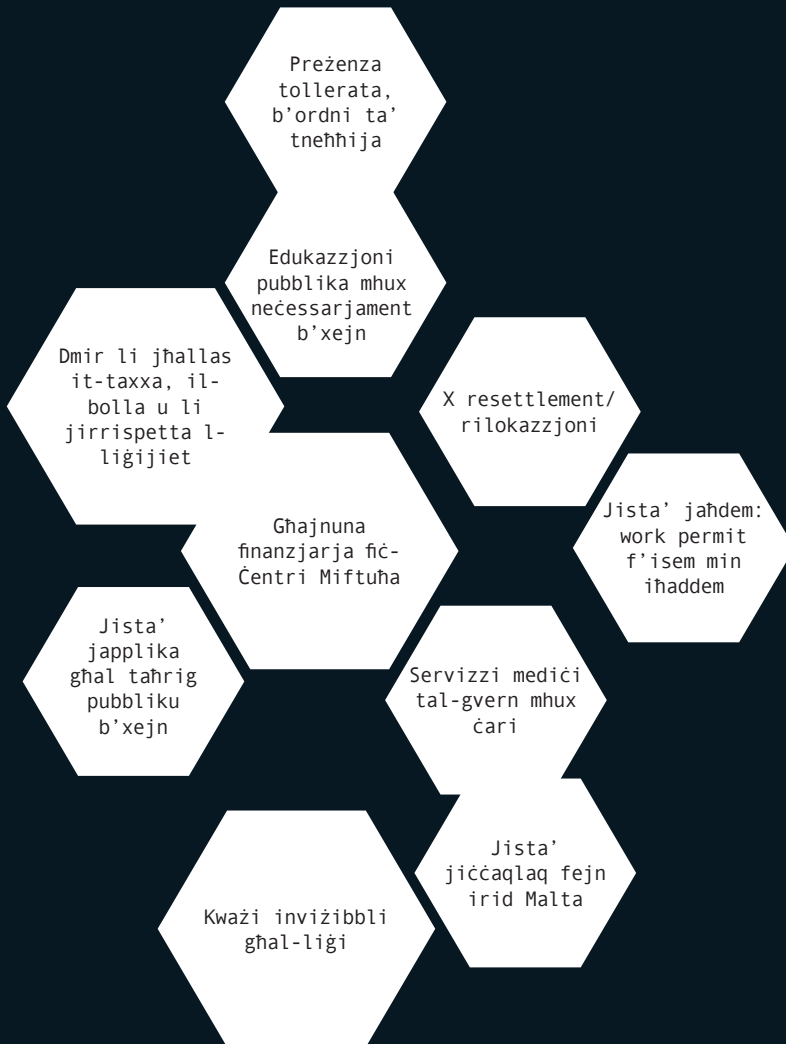 Preżenza
tollerata,
b’ordni ta’
tneħħija
Edukazzjoni
pubblika mhux
neċessarjament
b’xejn
Dmir li jħallas
it-taxxa, il-
bolla u li
jirrispetta l-
liġijiet
X resettlement/
rilokazzjoni
Għajnuna
finanzjarja fiċ-
Ċentri Miftuħa
Jista’ jaħdem:
work permit
f’isem min
iħaddem
Jista’
japplika
għal taħrig
pubbliku
b’xejn
Servizzi mediċi
tal-gvern mhux
ċari
Jista’
jiċċaqlaq fejn
irid Malta
Kważi inviżibbli
għal-liġi